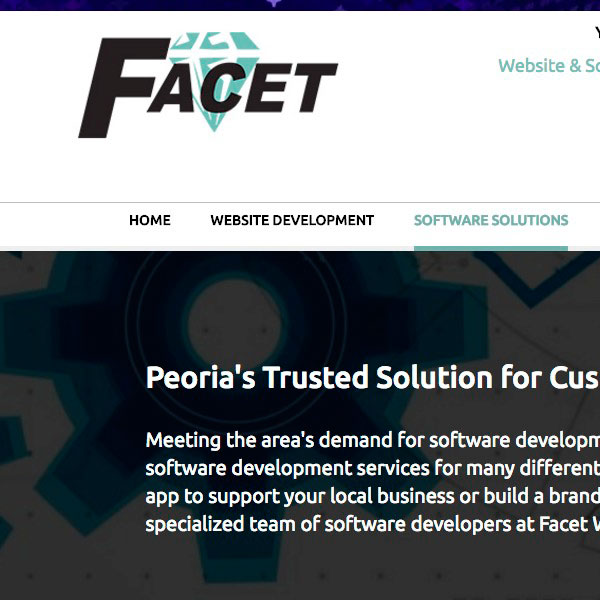 FACET
Website & So
HOME WEBSITE DEVELOPMENT SOFTWARE SOLUTIONS
Peoria's Trusted Solution for Cus
Meeting the area's demand for software developm
software development services for many different
app to support your local business or build a brand
specialized team of software developers at Facet W